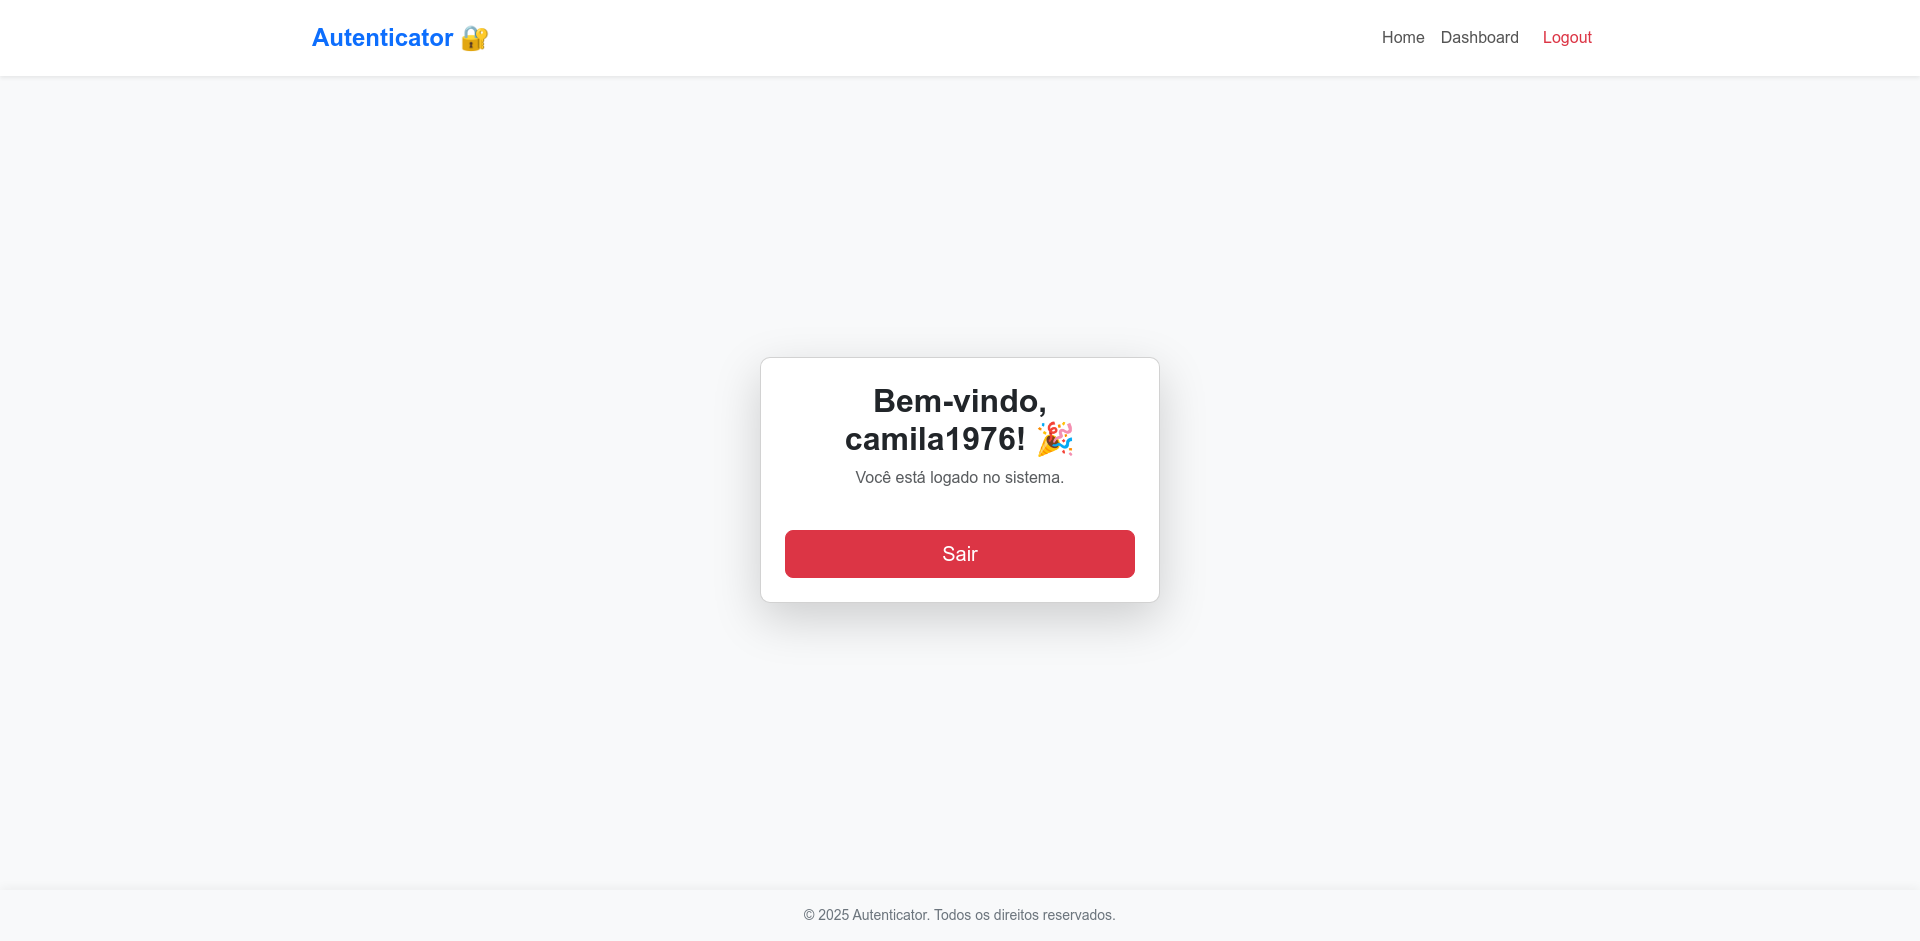 Autenticator 🔐
Home Dashboard Logout
Bem-vindo,
camila1976! 🎉
Você está logado no sistema.
Sair
© 2025 Autenticator. Todos os direitos reservados.